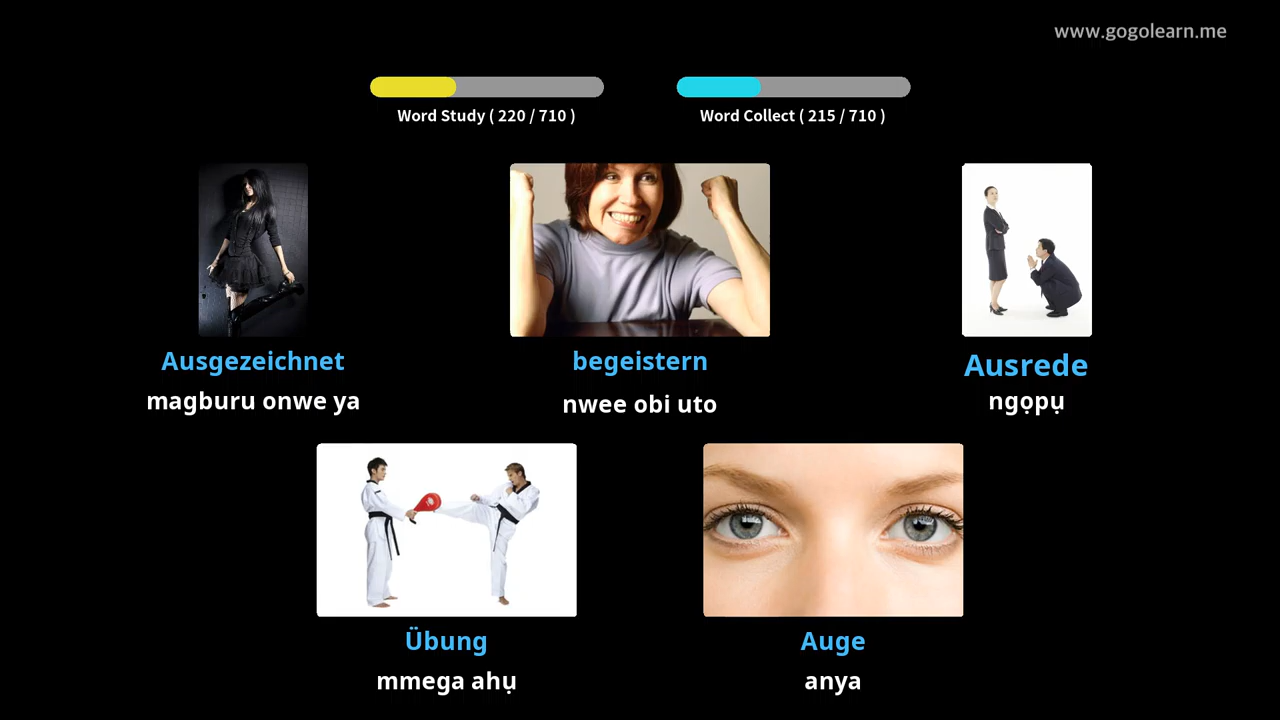 www.gogolearn.me
Word Study ( 220 / 710 )
Word Collect ( 215 / 710 )
Ausgezeichnet
magburu onwe ya
begeistern
nwee obi uto
Ausrede
ngọpụ
Übung
mmega ahụ
Auge
anya